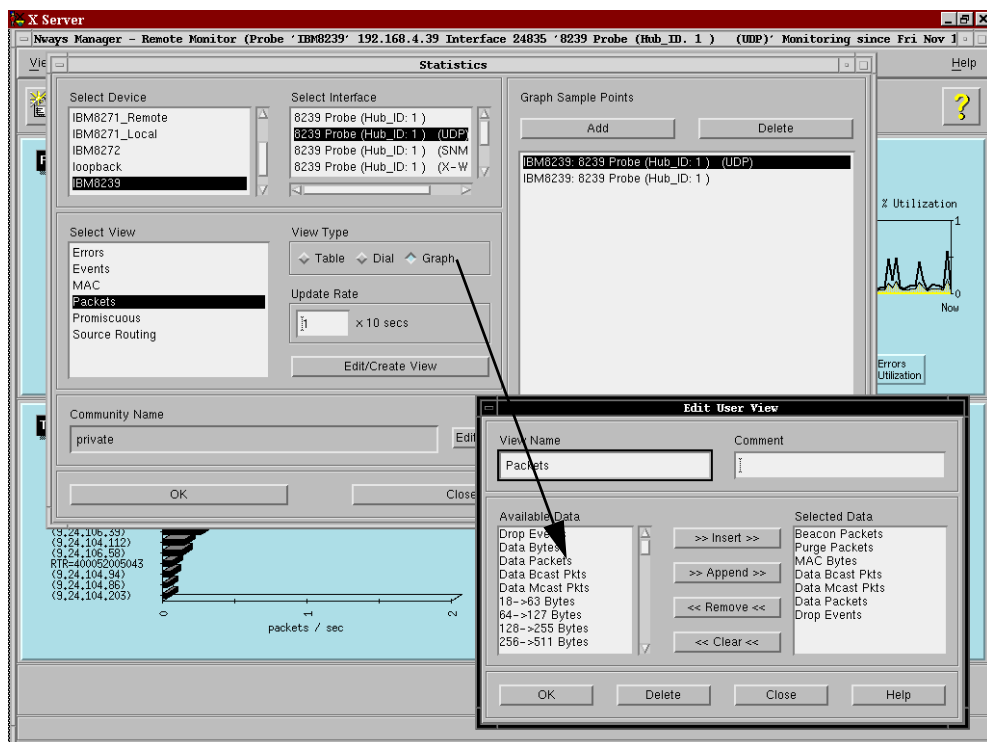 X Server
Nways Manager - Remote Monitor (Probe 'IBM8239' 192.168.4.39 Interface 24835 '8239 Probe (Hub_ID. 1 ) (UDP)' Monitoring since Fri Nov 1
Vie
Help
Statistics
Select Device
IBM8271_Remote
IBM8271_Local
IBM8272
loopback
IBM8239
Select Interface
8239 Probe (Hub_ID: 1 )
8239 Probe (Hub_ID: 1 ) (UDP)
8239 Probe (Hub_ID: 1 ) (SNM
8239 Probe (Hub_ID: 1 ) (X-W
Graph Sample Points
Add
Delete
IBM8239: 8239 Probe (Hub_ID: 1 ) (UDP)
IBM8239: 8239 Probe (Hub_ID: 1 )
?
Select View
Errors
Events
MAC
Packets
Promiscuous
Source Routing
View Type
Table
Dial
Graph
Update Rate
1
x 10 secs
Edit/Create View
% Utilization
1
0
Now
Errors
Utilization
Community Name
private
Edit
OK
Close
(9.24.106.39)
(9.24.104.112)
(9.24.106.58)
RTR=400052005043
(9.24.104.94)
(9.24.104.86)
(9.24.104.203)
0
1
2
packets / sec
Edit User View
View Name
Packets
Comment
Available Data
Drop Events
Data Bytes
Data Packets
Data Bcast Pkts
Data Mcast Pkts
18->63 Bytes
64->127 Bytes
128->255 Bytes
256->511 Bytes
>> Insert >>
>> Append >>
<< Remove <<
<< Clear <<
Selected Data
Beacon Packets
Purge Packets
MAC Bytes
Data Bcast Pkts
Data Mcast Pkts
Data Packets
Drop Events
OK
Delete
Close
Help